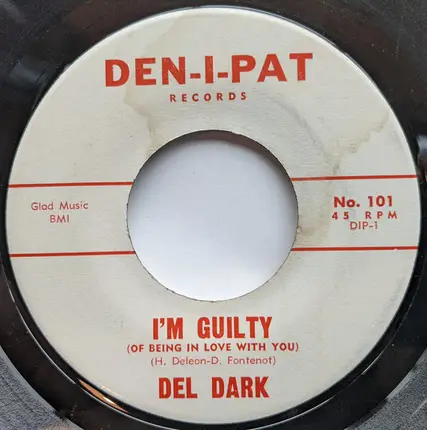 DEN-I-PAT
RECORDS
Glad Music
BMI
No. 101
45 RPM
DIP-1
I'M GUILTY
(OF BEING IN LOVE WITH YOU)
(H. Deleon-D. Fontenot)
DEL DARK